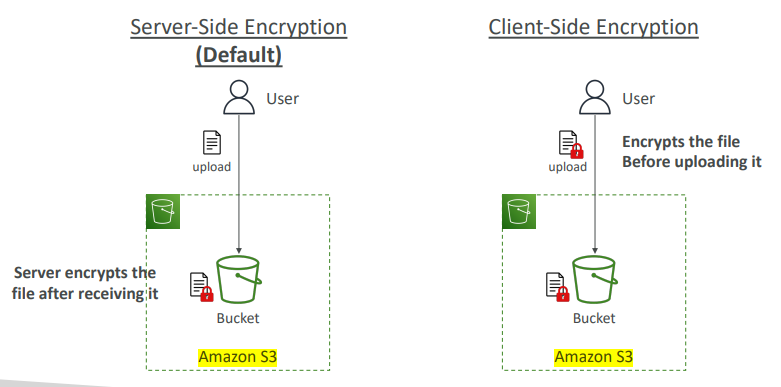 Server-Side Encryption
(Default)
User
upload
Server encrypts the
file after receiving it
Bucket
Amazon S3
Client-Side Encryption
User
upload
Encrypts the file
Before uploading it
Bucket
Amazon S3